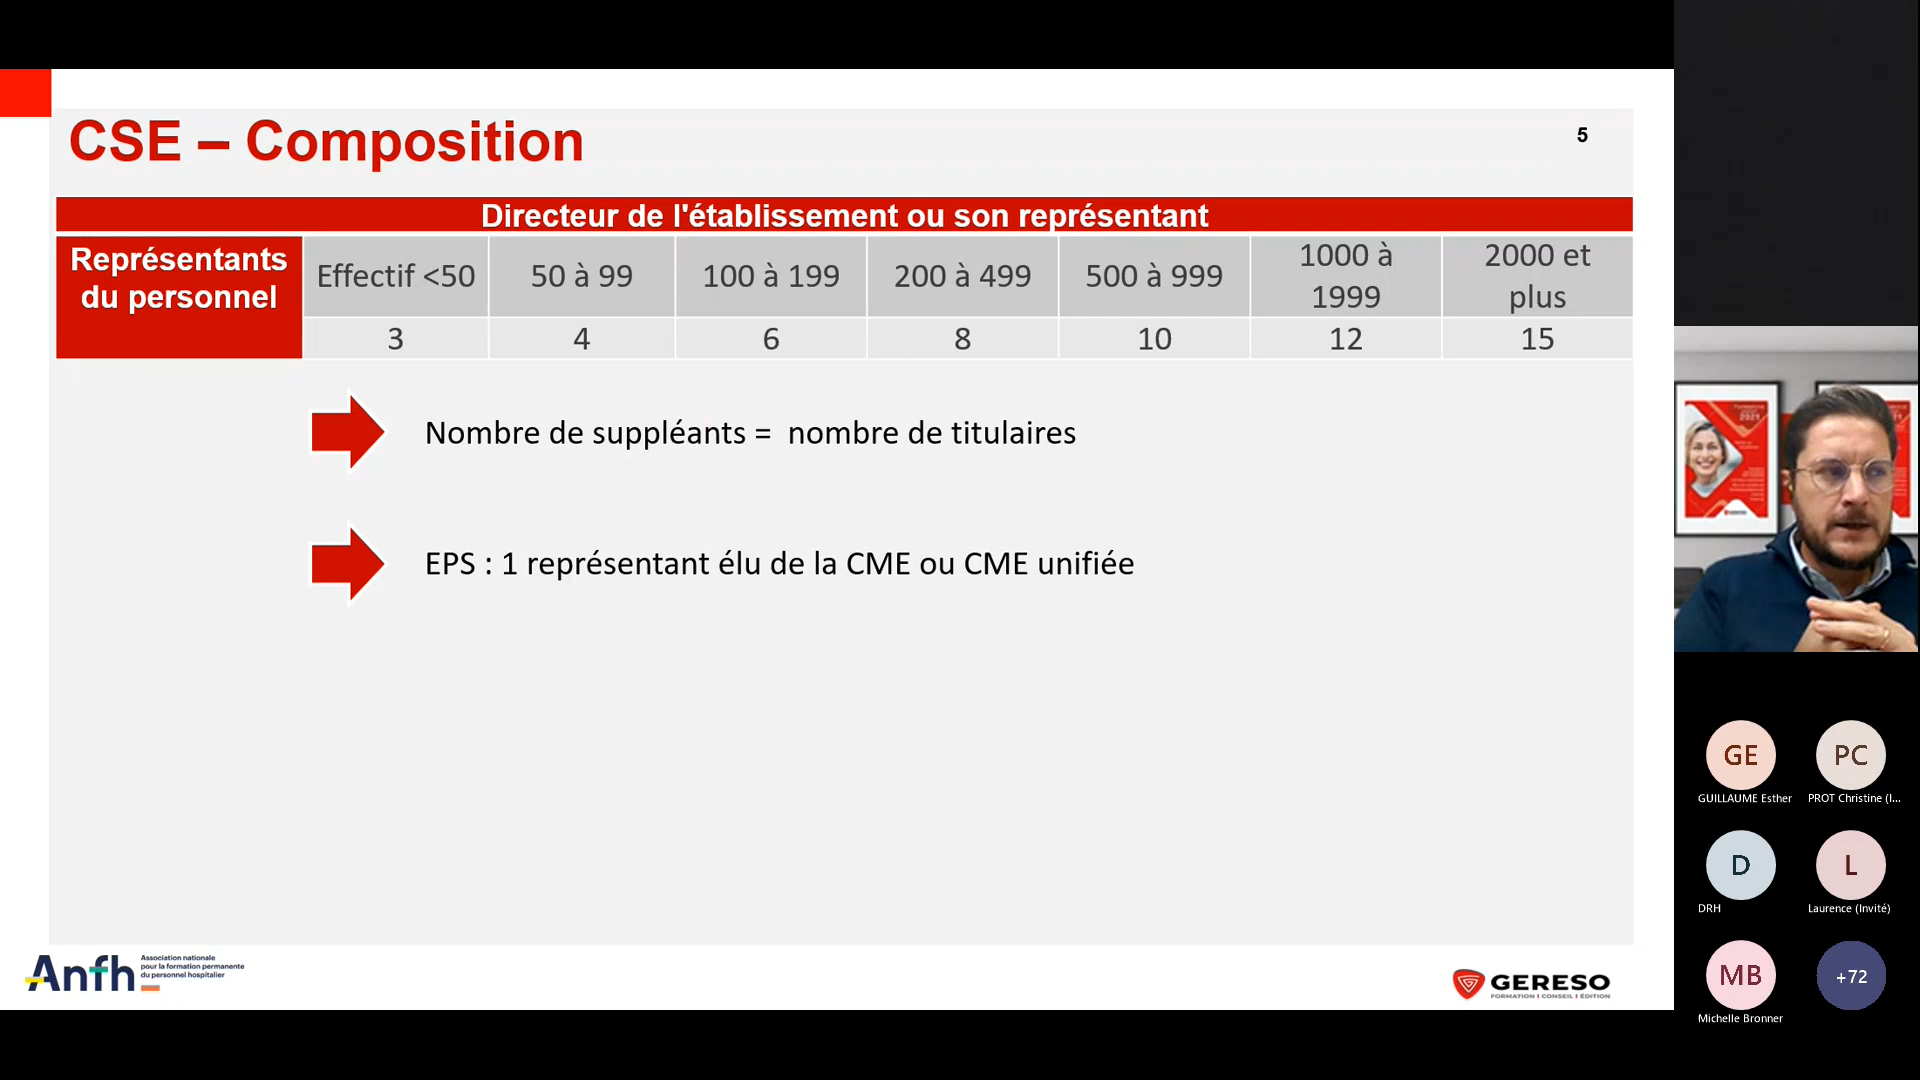 CSE – Composition
5
Directeur de l'établissement ou son représentant
Représentants
du personnel
Effectif <50
50 à 99
100 à 199
200 à 499
500 à 999
1000 à
1999
2000 et
plus
3
4
6
8
10
12
15
Nombre de suppléants = nombre de titulaires
EPS : 1 représentant élu de la CME ou CME unifiée
Anfh
Association nationale
pour la formation permanente
du personnel hospitalier
GERESO
FORMATION I CONSEIL I ÉDITION
GE
GUILLAUME Esther
PC
PROT Christine (I...
D
DRH
L
Laurence (Invité)
MB
Michelle Bronner
+72